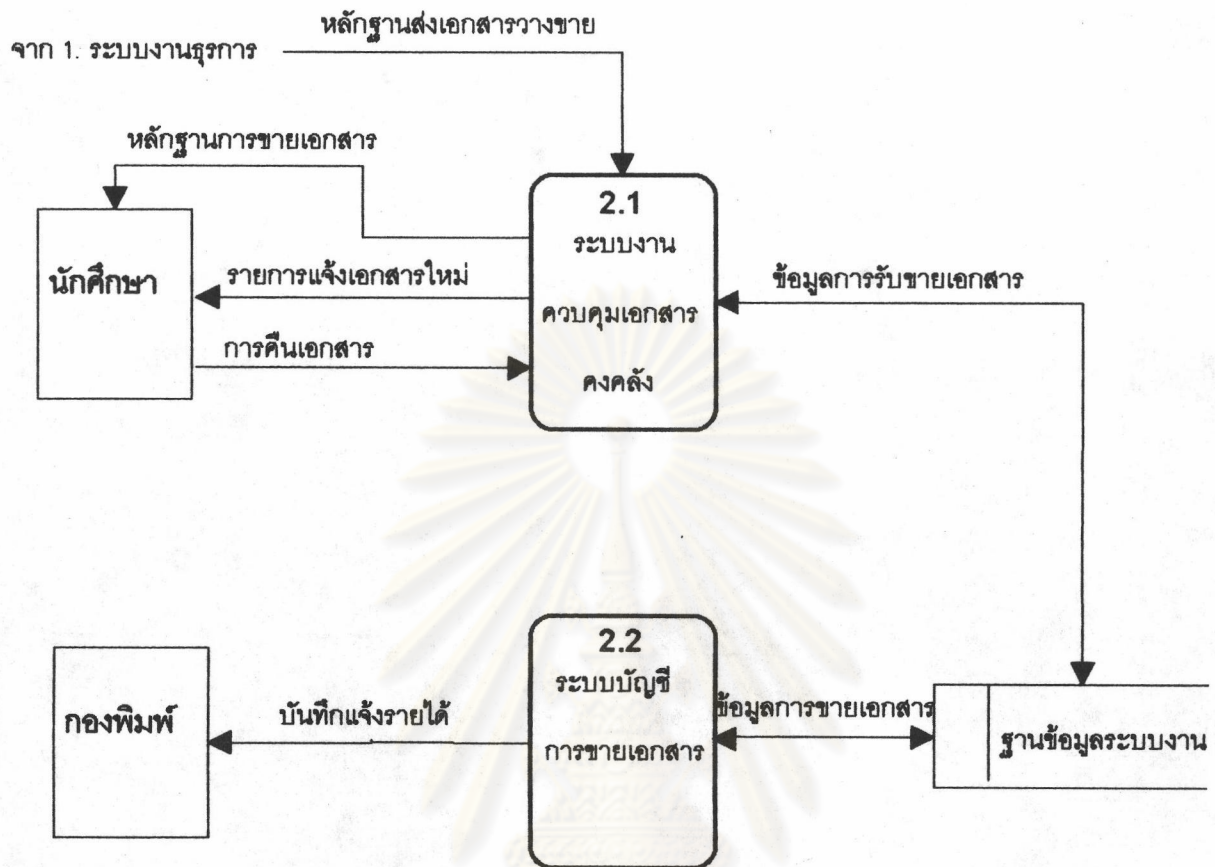 หลักฐานส่งเอกสารวางขาย
จาก 1. ระบบงานธุรการ
หลักฐานการขายเอกสาร
2.1
ระบบงาน
ควบคุมเอกสาร
คงคลัง
นักศึกษา
รายการแจ้งเอกสารใหม่
การคืนเอกสาร
ข้อมูลการรับขายเอกสาร
2.2
ระบบบัญชี
การขายเอกสาร
กองพิมพ์
บันทึกแจ้งรายได้
ข้อมูลการขายเอกสาร
ฐานข้อมูลระบบงาน